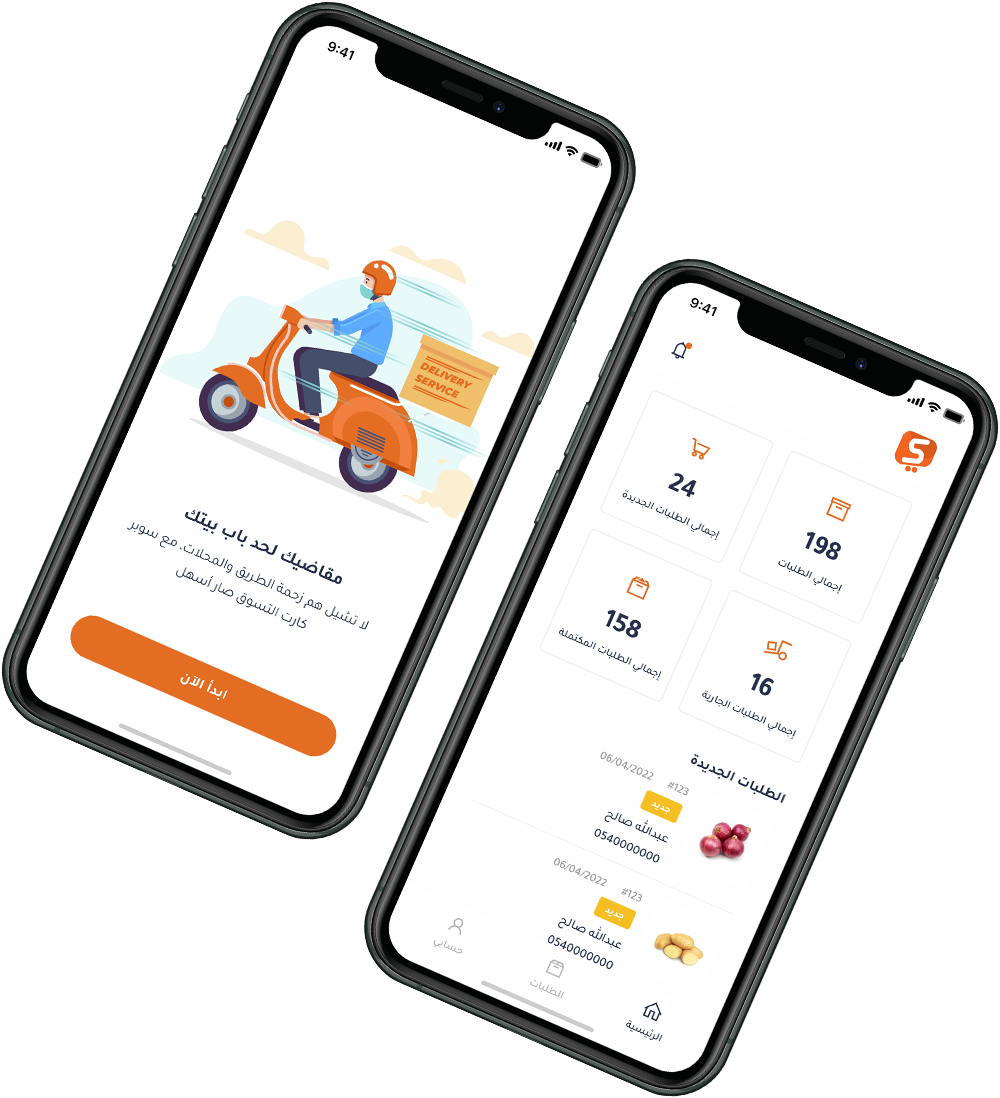 9:41
DELIVERY
SERVICE
مقاضيك لحد باب بيتك
لا تشيل هم زحمة الطريق والمحلات، مع سوبر
كارت التسوق صار أسهل
ابدأ الآن
9:41
S
198
إجمالي الطلبات
24
إجمالي الطلبات الجديدة
16
إجمالي الطلبات الجارية
158
إجمالي الطلبات المكتملة
الطلبات الجديدة
#123 06/04/2022
جديد
عبدالله صالح
0540000000
#123 06/04/2022
جديد
عبدالله صالح
0540000000
الرئيسية
الطلبات
حسابي